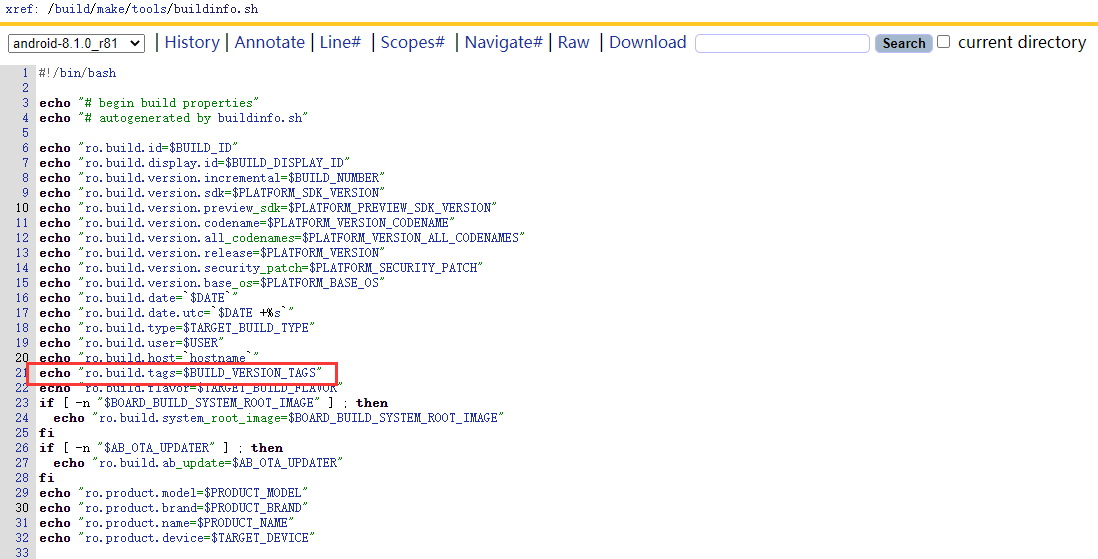 xref: /build/make/tools/buildinfo.sh
android-8.1.0_r81 | History | Annotate | Line# | Scopes# | Navigate# | Raw | Download Search current directory
1 #!/bin/bash
2
3 echo "# begin build properties"
4 echo "# autogenerated by buildinfo.sh"
5
6 echo "ro.build.id=$BUILD_ID"
7 echo "ro.build.display.id=$BUILD_DISPLAY_ID"
8 echo "ro.build.version.incremental=$BUILD_NUMBER"
9 echo "ro.build.version.sdk=$PLATFORM_SDK_VERSION"
10 echo "ro.build.version.preview_sdk=$PLATFORM_PREVIEW_SDK_VERSION"
11 echo "ro.build.version.codename=$PLATFORM_VERSION_CODENAME"
12 echo "ro.build.version.all_codenames=$PLATFORM_VERSION_ALL_CODENAMES"
13 echo "ro.build.version.release=$PLATFORM_VERSION"
14 echo "ro.build.version.security_patch=$PLATFORM_SECURITY_PATCH"
15 echo "ro.build.version.base_os=$PLATFORM_BASE_OS"
16 echo "ro.build.date=`$DATE`"
17 echo "ro.build.date.utc=`$DATE +%s`"
18 echo "ro.build.type=$TARGET_BUILD_TYPE"
19 echo "ro.build.user=$USER"
20 echo "ro.build.host=`hostname`"
21 echo "ro.build.tags=$BUILD_VERSION_TAGS"
22 echo "ro.build.flavor=$TARGET_BUILD_FLAVOR"
23 if [ -n "$BOARD_BUILD_SYSTEM_ROOT_IMAGE" ] ; then
24 echo "ro.build.system_root_image=$BOARD_BUILD_SYSTEM_ROOT_IMAGE"
25 fi
26 if [ -n "$AB_OTA_UPDATER" ] ; then
27 echo "ro.build.ab_update=$AB_OTA_UPDATER"
28 fi
29 echo "ro.product.model=$PRODUCT_MODEL"
30 echo "ro.product.brand=$PRODUCT_BRAND"
31 echo "ro.product.name=$PRODUCT_NAME"
32 echo "ro.product.device=$TARGET_DEVICE"
33